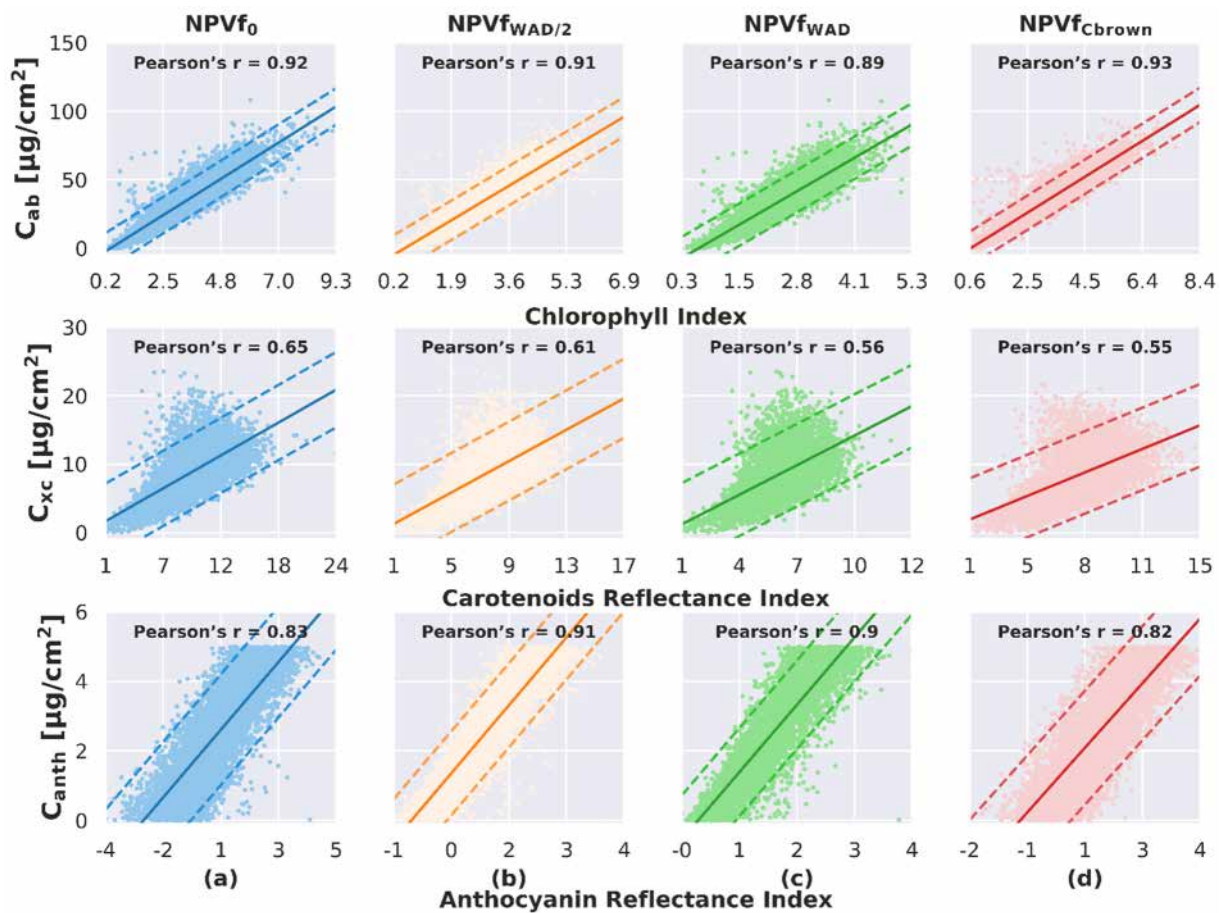 NPVf0 NPVfWAD/2 NPVfWAD NPVfCbrown
150
Pearson’s r = 0.92 Pearson’s r = 0.91 Pearson’s r = 0.89 Pearson’s r = 0.93
100
Cab [µg/cm2]
50
0
0.2 2.5 4.8 7.0 9.3 0.2 1.9 3.6 5.3 6.9 0.3 1.5 2.8 4.1 5.3 0.6 2.5 4.5 6.4 8.4
Chlorophyll Index
30
Pearson’s r = 0.65 Pearson’s r = 0.61 Pearson’s r = 0.56 Pearson’s r = 0.55
20
Cxc [µg/cm2]
10
0
1 7 12 18 24 1 5 9 13 17 1 4 7 10 12 1 5 8 11 15
Carotenoids Reflectance Index
6
Pearson’s r = 0.83 Pearson’s r = 0.91 Pearson’s r = 0.9 Pearson’s r = 0.82
4
Canth [µg/cm2]
2
0
-4 -2 1 3 5 -1 0 2 3 4 -0 1 2 3 4 -2 -1 1 3 4
(a) (b) (c) (d)
Anthocyanin Reflectance Index